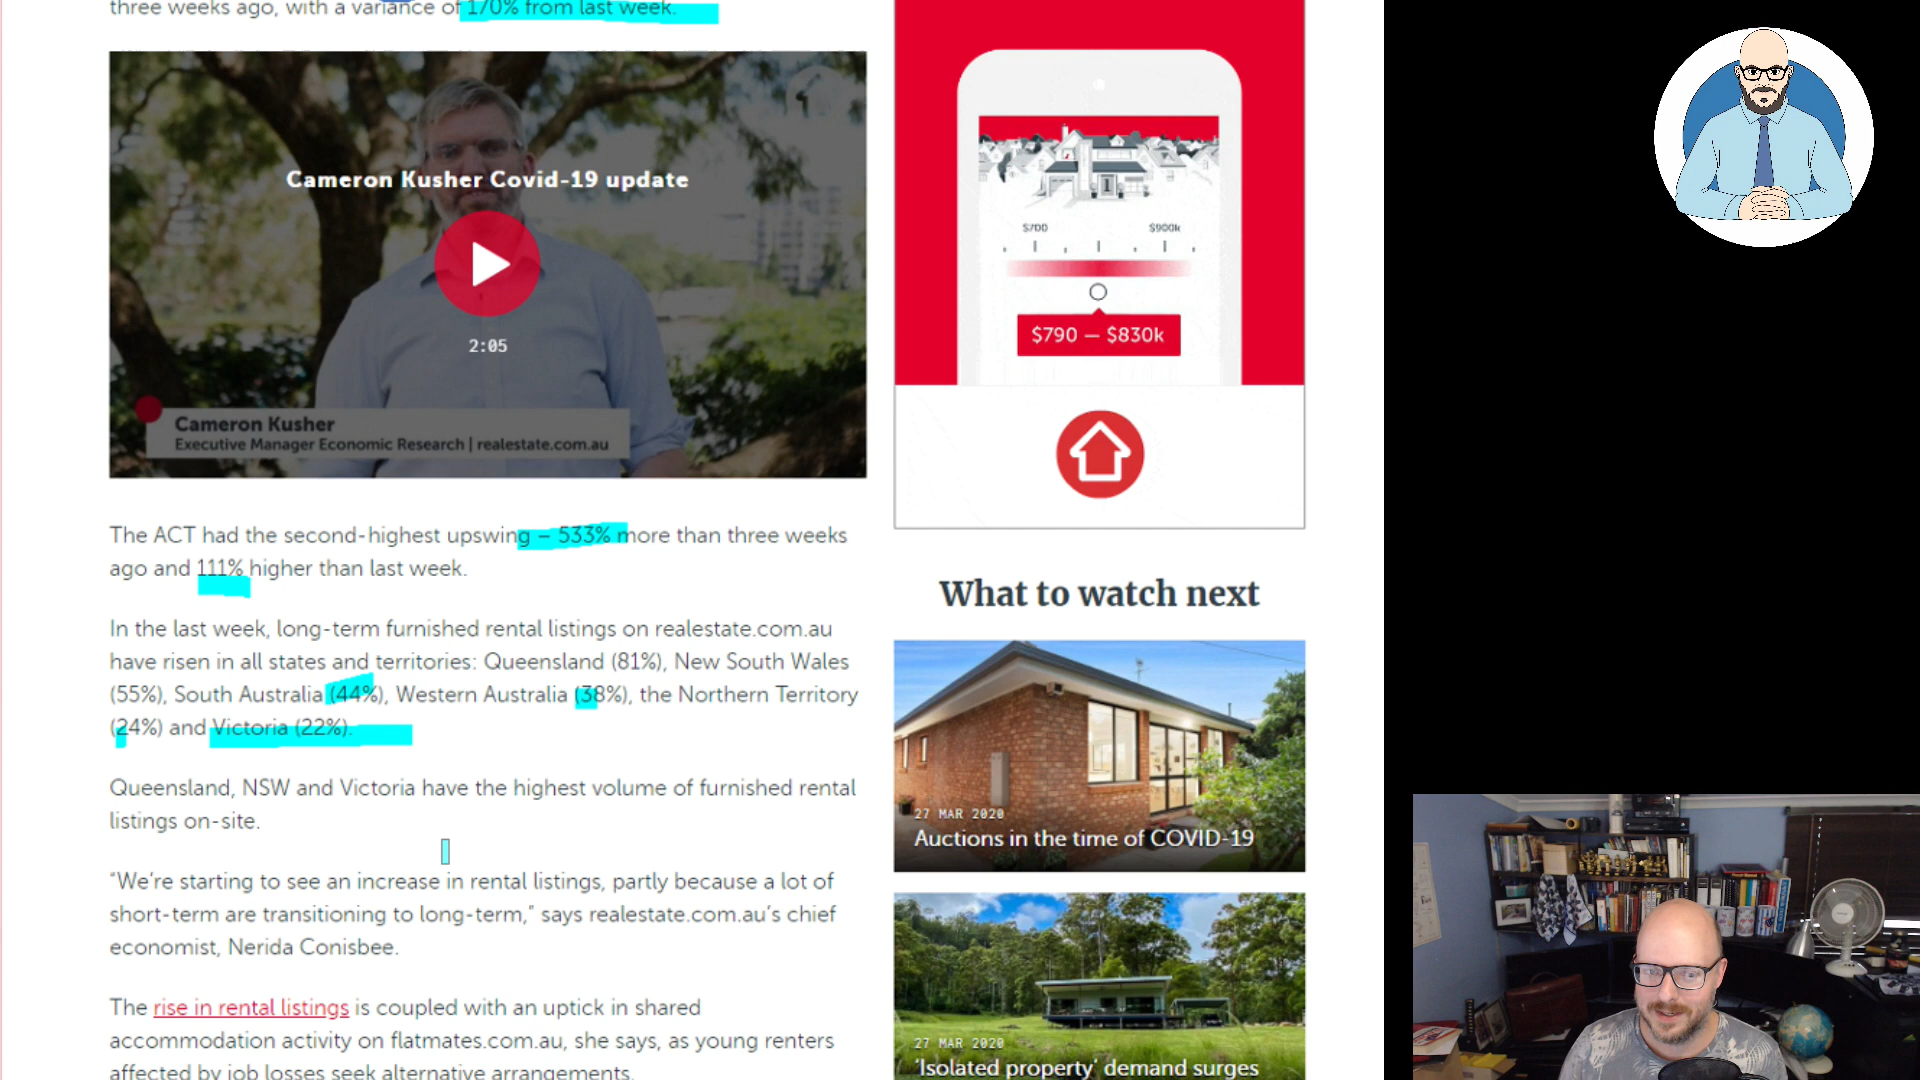 three weeks ago, with a variance of 170% from last week.
Cameron Kusher Covid-19 update
2:05
Cameron Kusher
Executive Manager Economic Research | realestate.com.au
The ACT had the second-highest upswing – 533% more than three weeks
ago and 111% higher than last week.
In the last week, long-term furnished rental listings on realestate.com.au
have risen in all states and territories: Queensland (81%), New South Wales
(55%), South Australia (44%), Western Australia (38%), the Northern Territory
(24%) and Victoria (22%).
Queensland, NSW and Victoria have the highest volume of furnished rental
listings on-site.
“We’re starting to see an increase in rental listings, partly because a lot of
short-term are transitioning to long-term,” says realestate.com.au’s chief
economist, Nerida Conisbee.
The rise in rental listings is coupled with an uptick in shared
accommodation activity on flatmates.com.au, she says, as young renters
affected by job losses seek alternative arrangements.
$700 $900k
$790 — $830k
What to watch next
27 MAR 2020
Auctions in the time of COVID-19
27 MAR 2020
‘Isolated property’ demand surges